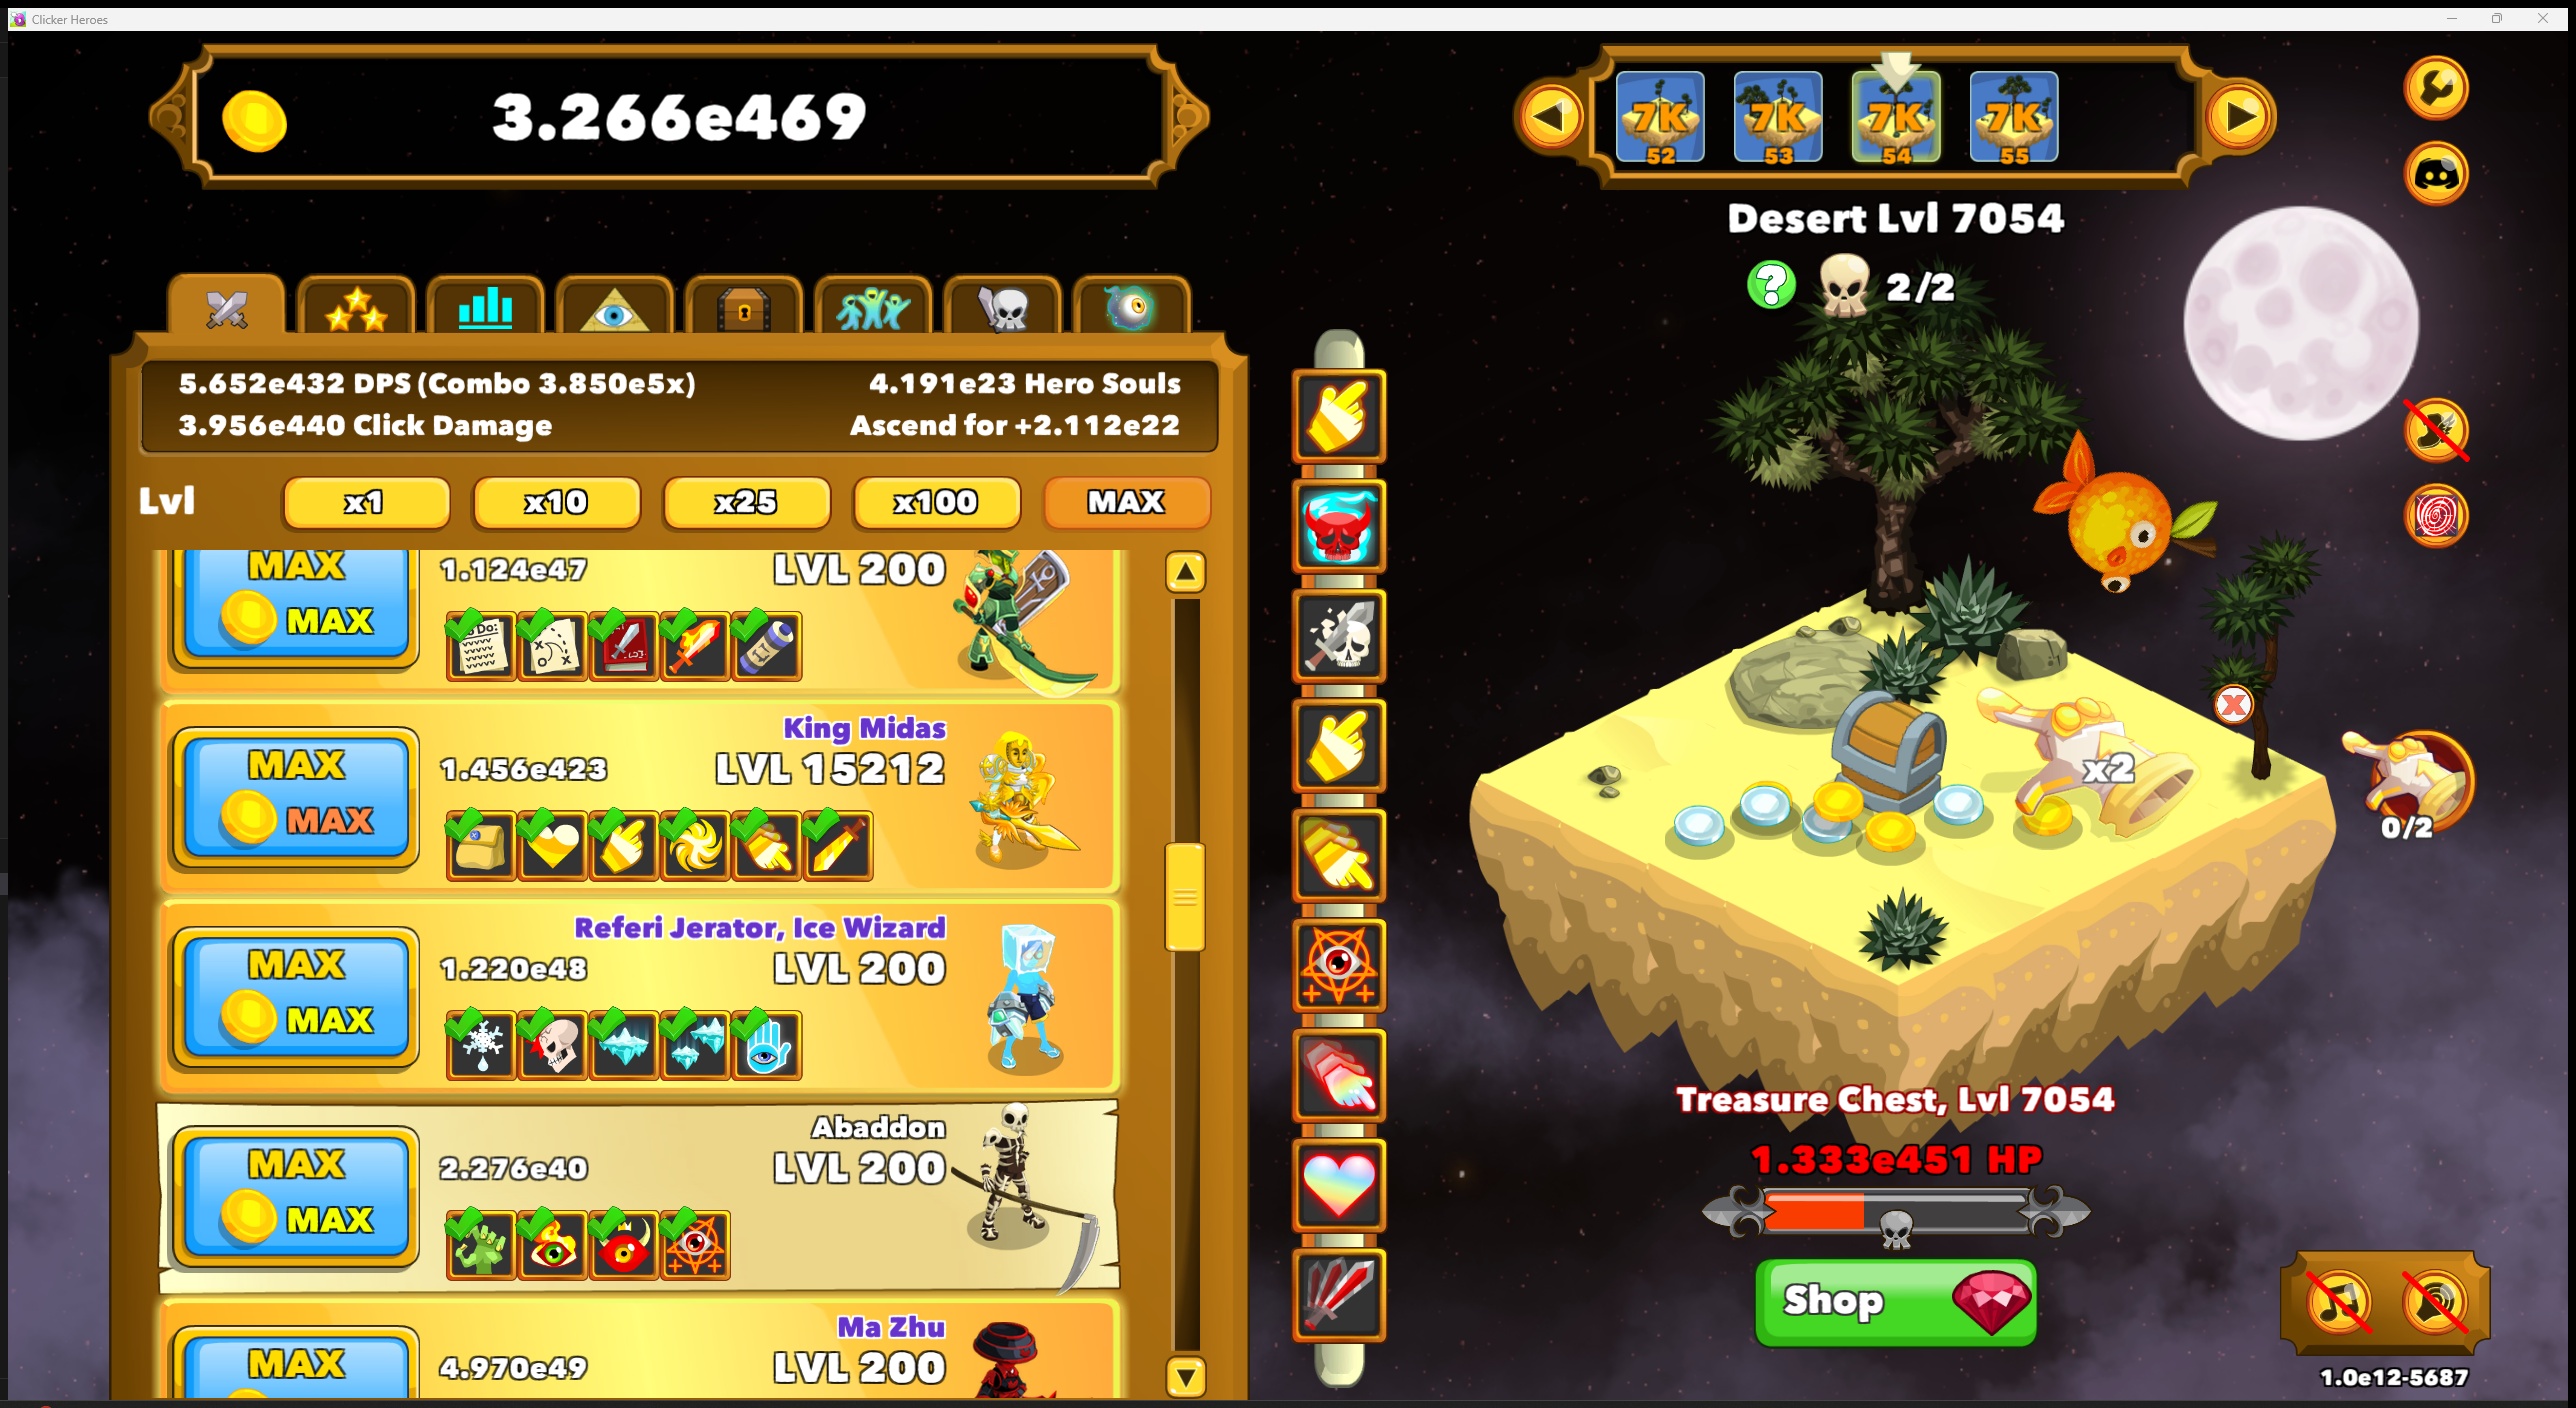 Clicker Heroes
3.266e469
7K
52
7K
53
7K
54
7K
55
Desert Lvl 7054
2/2
5.652e432 DPS (Combo 3.850e5x)
4.191e23 Hero Souls
3.956e440 Click Damage
Ascend for +2.112e22
Lvl
x1
x10
x25
x100
MAX
MAX
MAX
1.124e47
LVL 200
King Midas
MAX
MAX
1.456e423
LVL 15212
Referi Jerator, Ice Wizard
MAX
MAX
1.220e48
LVL 200
Abaddon
MAX
MAX
2.276e40
LVL 200
Ma Zhu
MAX
4.970e49
LVL 200
x2
0/2
Treasure Chest, Lvl 7054
1.333e451 HP
Shop
1.0e12-5687